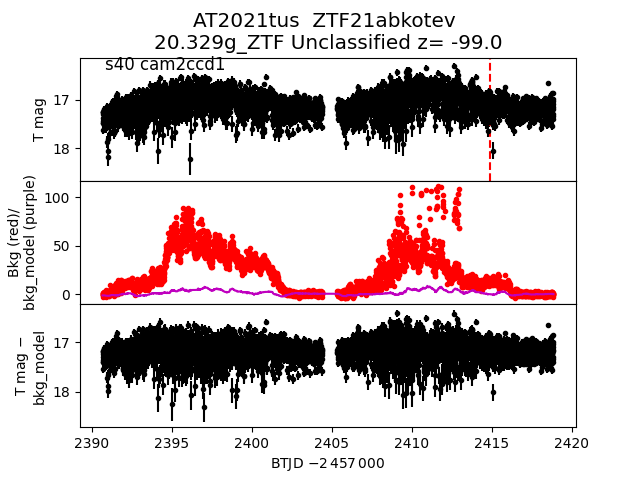 AT2021tus  ZTF21abkotev
20.329g_ZTF Unclassified z= -99.0
s40 cam2ccd1
T mag
17
18
Bkg (red)/
bkg_model (purple)
100
50
0
T mag −
bkg_model
17
18
2390 2395 2400 2405 2410 2415 2420
BTJD −2 457 000